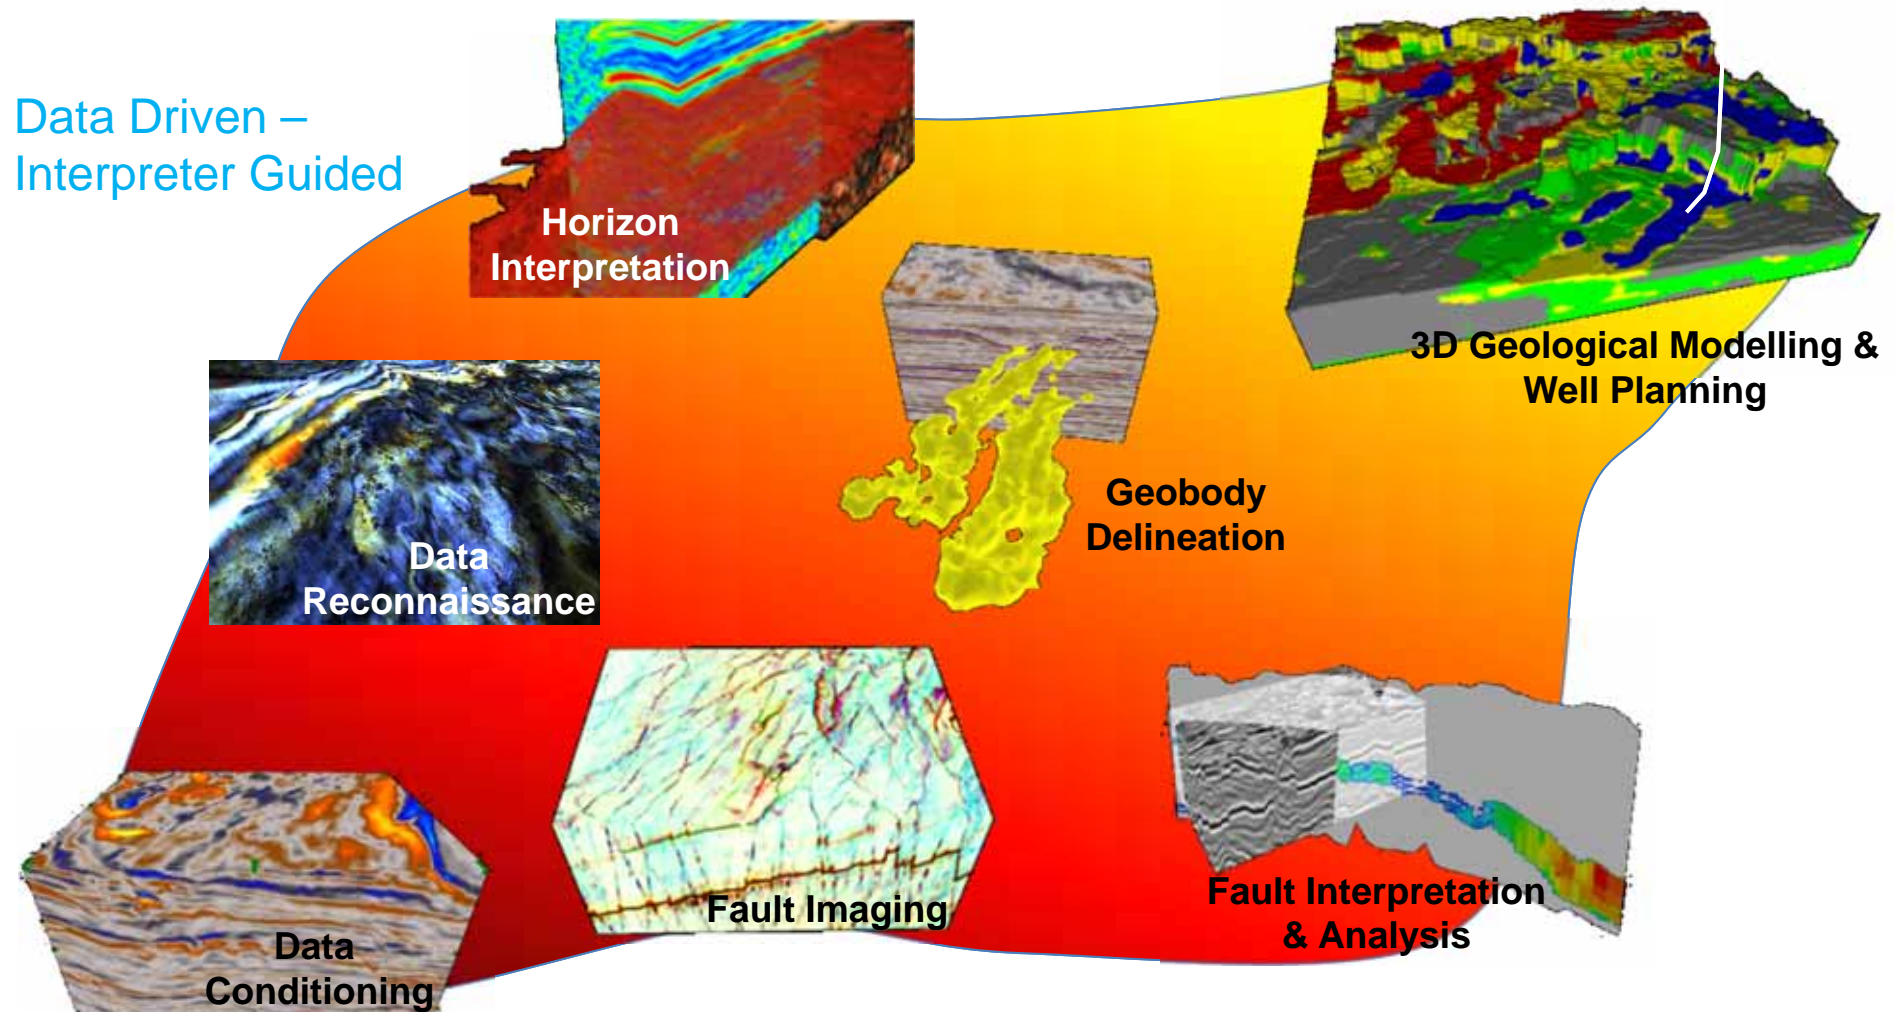 Data Driven –
Interpreter Guided
Horizon
Interpretation
3D Geological Modelling &
Well Planning
Data
Reconnaissance
Geobody
Delineation
Fault Imaging
Fault Interpretation
& Analysis
Data
Conditioning